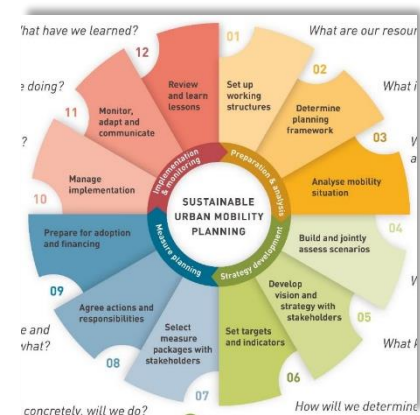 hat have we learned?
What are our resour
12
01
Review
and learn
lessons
Set up
working
structures
02
doing?
What i
11
Monitor,
adapt and
communicate
Determine
planning
framework
03
?
10
Manage
implementation
Analyse mobility
situation
Implementation
& monitoring
Preparation & analysis
SUSTAINABLE
URBAN MOBILITY
PLANNING
Measure planning
Strategy development
Prepare for adoption
and financing
Build and jointly
assess scenarios
04
09
Agree actions and
responsibilities
Develop
vision and
strategy with
stakeholders
05
e and
what?
08
Select
measure
packages with
stakeholders
Set targets
and indicators
What k
07
06
concretely, will we do?
How will we determine